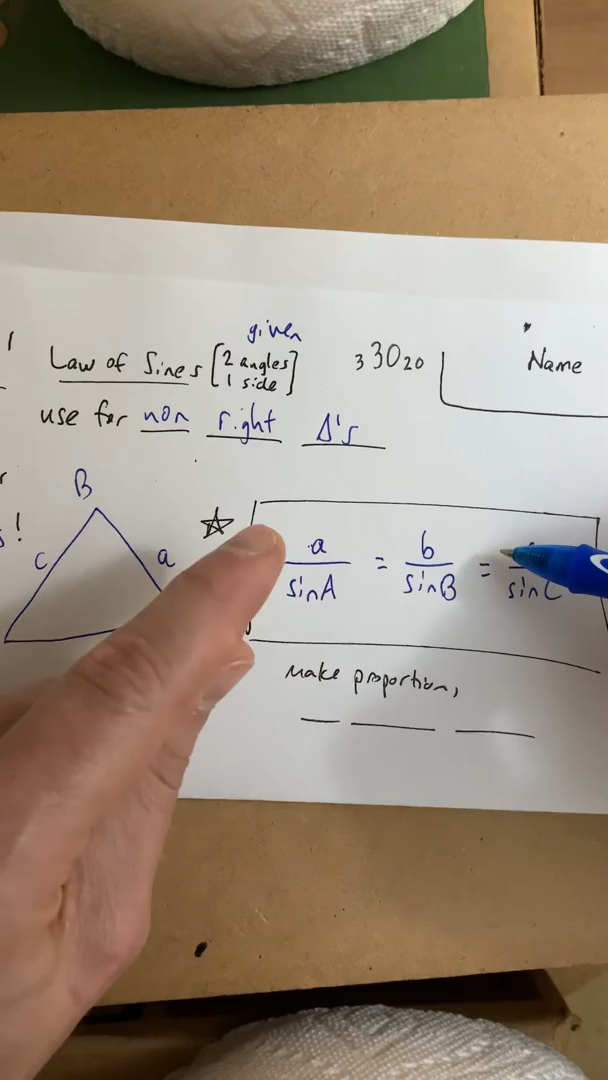 given
Law of Sines [2 angles
1 side]
33020
Name
use for non right Δ's
B
!
c
a
a/sinA = b/sinB = /sinC
Make proportion,